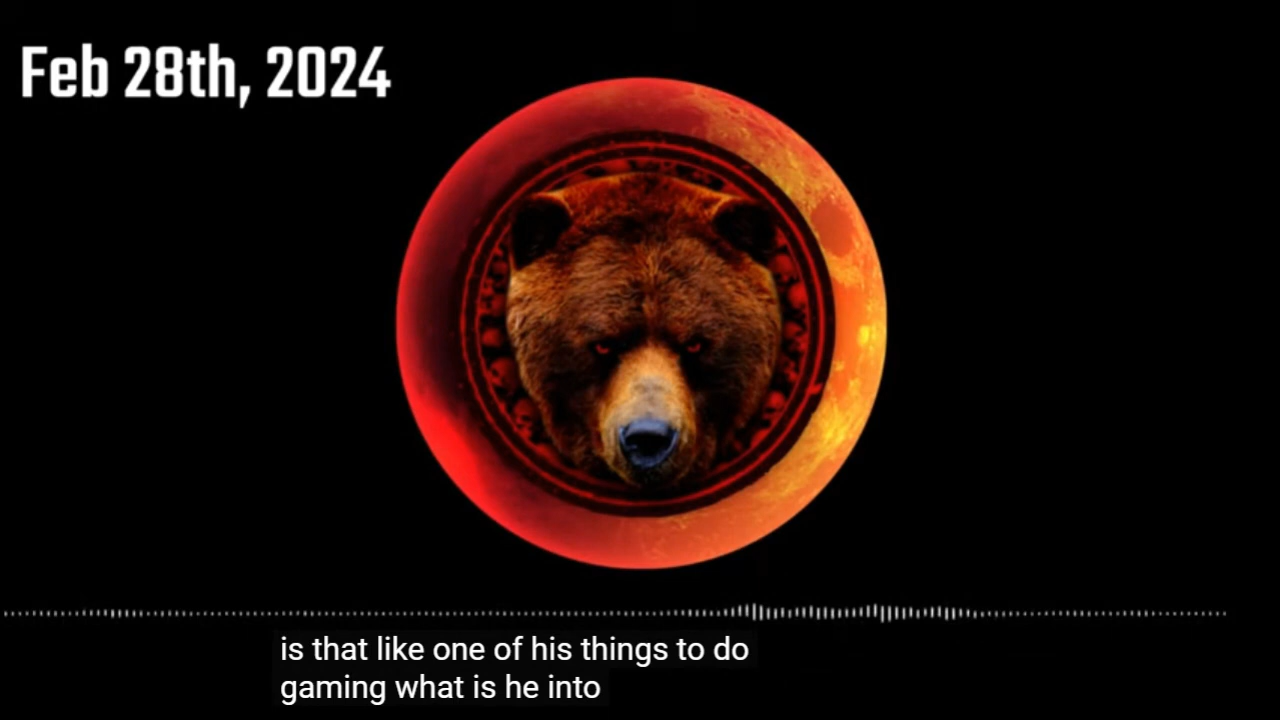 Feb 28th, 2024
is that like one of his things to do
gaming what is he into